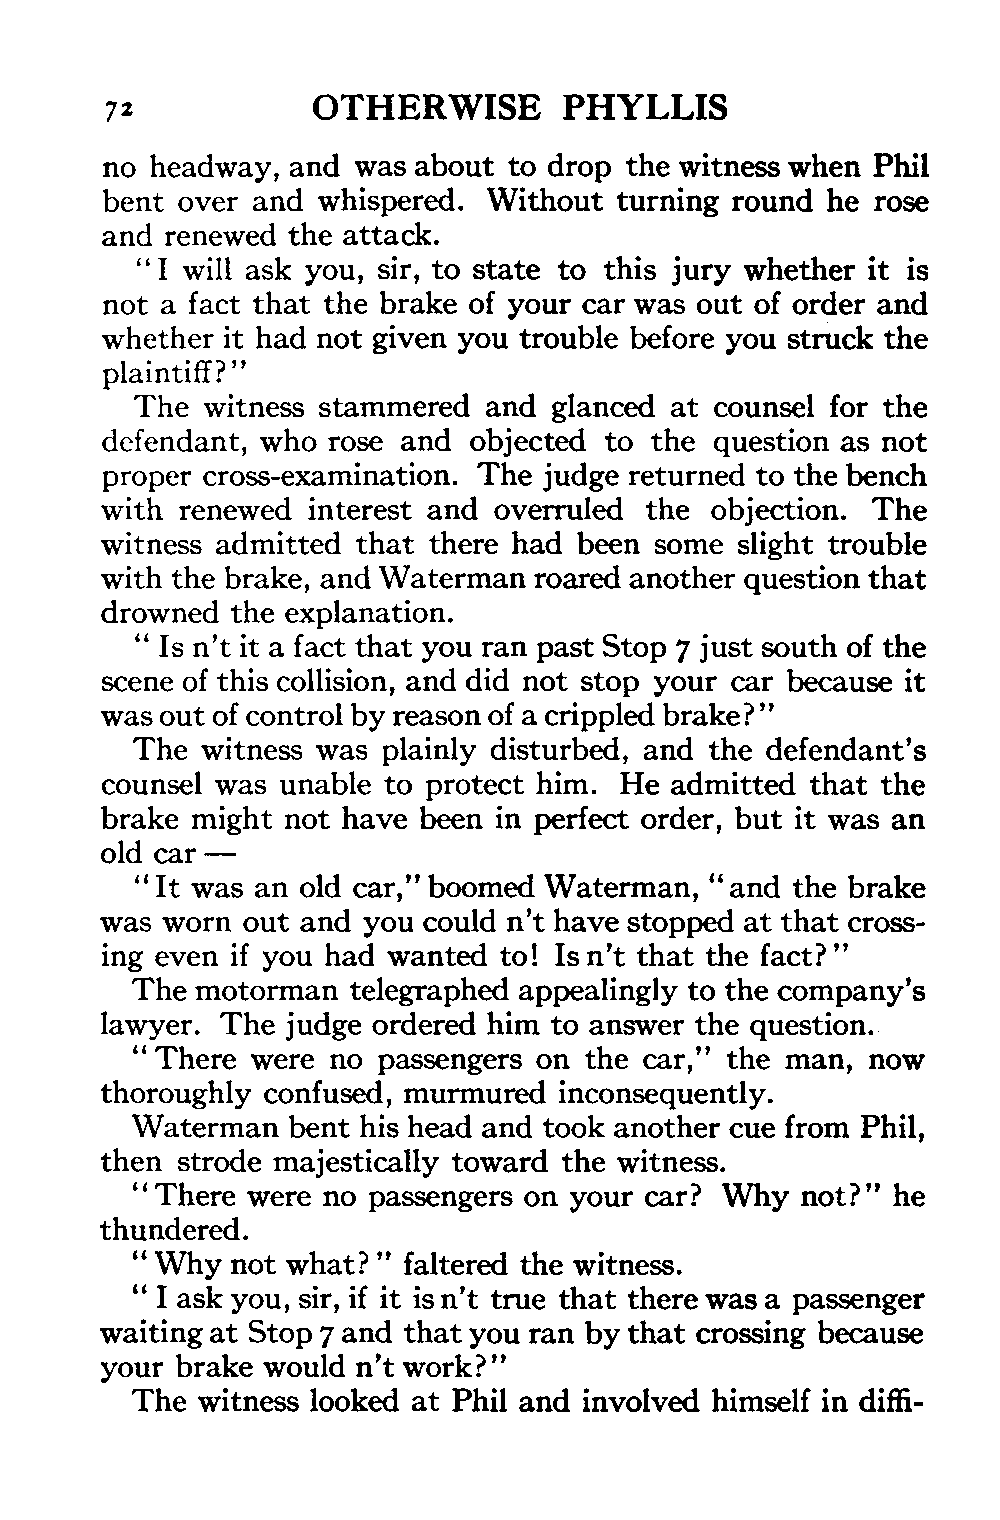 72 OTHERWISE PHYLLIS
no headway, and was about to drop the witness when Phil
bent over and whispered. Without turning round he rose
and renewed the attack.
"I will ask you, sir, to state to this jury whether it is
not a fact that the brake of your car was out of order and
whether it had not given you trouble before you struck the
plaintiff?"
The witness stammered and glanced at counsel for the
defendant, who rose and objected to the question as not
proper cross-examination. The judge returned to the bench
with renewed interest and overruled the objection. The
witness admitted that there had been some slight trouble
with the brake, and Waterman roared another question that
drowned the explanation.
"Is n't it a fact that you ran past Stop 7 just south of the
scene of this collision, and did not stop your car because it
was out of control by reason of a crippled brake?"
The witness was plainly disturbed, and the defendant's
counsel was unable to protect him. He admitted that the
brake might not have been in perfect order, but it was an
old car —
"It was an old car," boomed Waterman, "and the brake
was worn out and you could n't have stopped at that cross-
ing even if you had wanted to! Is n't that the fact?"
The motorman telegraphed appealingly to the company's
lawyer. The judge ordered him to answer the question.
"There were no passengers on the car," the man, now
thoroughly confused, murmured inconsequently.
Waterman bent his head and took another cue from Phil,
then strode majestically toward the witness.
"There were no passengers on your car? Why not?" he
thundered.
"Why not what?" faltered the witness.
"I ask you, sir, if it is n't true that there was a passenger
waiting at Stop 7 and that you ran by that crossing because
your brake would n't work?"
The witness looked at Phil and involved himself in diffi-